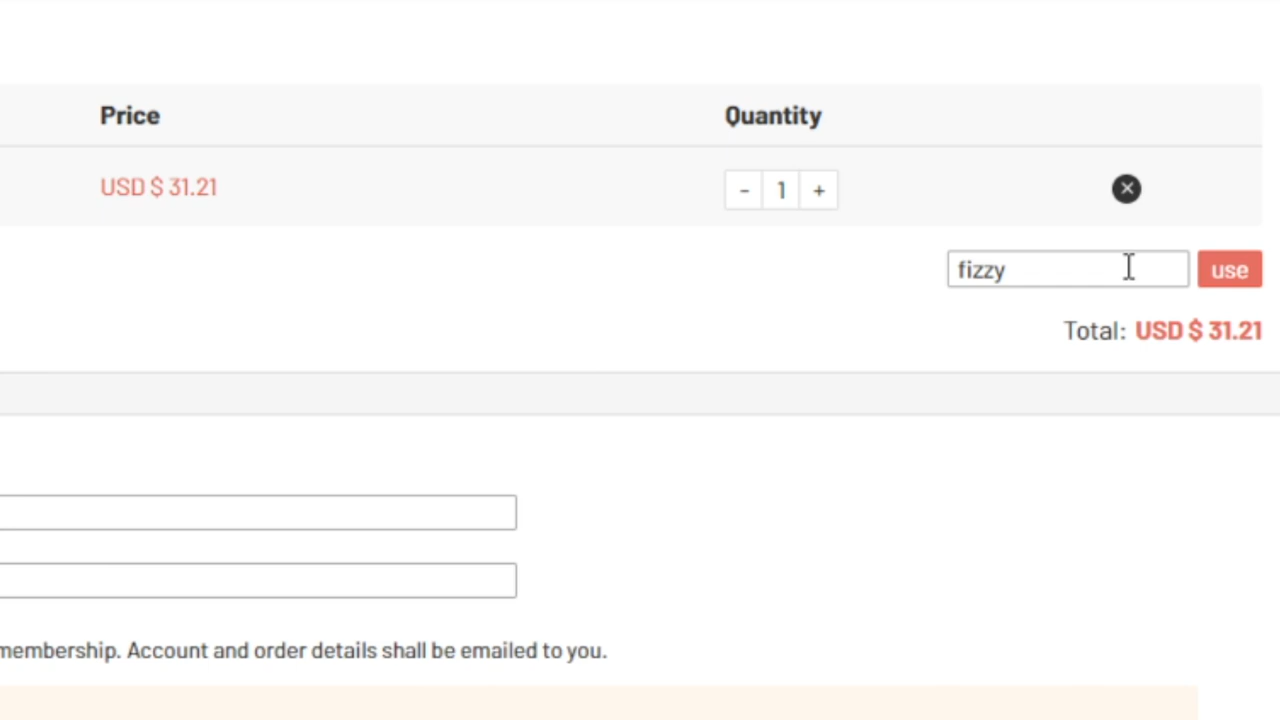 Price Quantity
USD $ 31.21 - 1 +
fizzy use
Total: USD $ 31.21
membership. Account and order details shall be emailed to you.